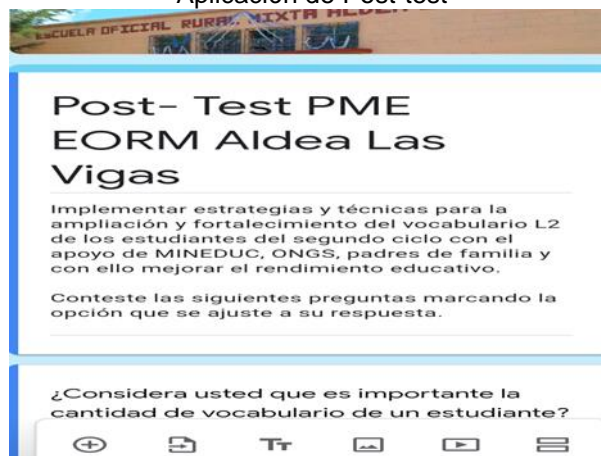 Aplicación de Post-test
ESCUELA OFICIAL RURAL MIXTA ALDEA
Post- Test PME
EORM Aldea Las
Vigas
Implementar estrategias y técnicas para la
ampliación y fortalecimiento del vocabulario L2
de los estudiantes del segundo ciclo con el
apoyo de MINEDUC, ONGS, padres de familia y
con ello mejorar el rendimiento educativo.
Conteste las siguientes preguntas marcando la
opción que se ajuste a su respuesta.
¿Considera usted que es importante la
cantidad de vocabulario de un estudiante?
Tт